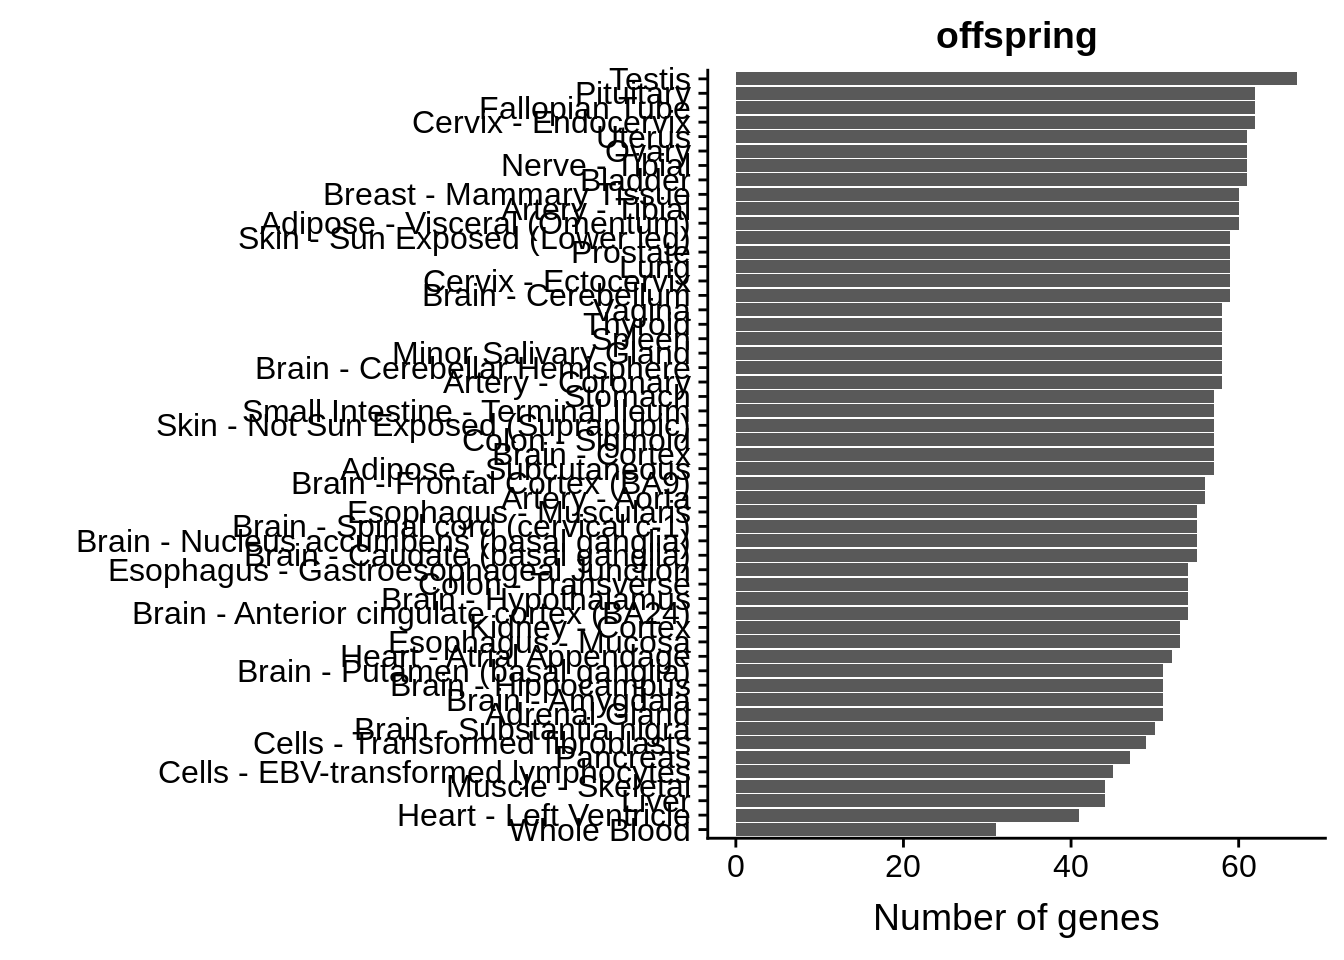 offspring
Testis
Pituitary
Fallopian Tube
Cervix - Endocervix
Uterus
Ovary
Nerve - Tibial
Bladder
Breast - Mammary Tissue
Artery - Tibial
Adipose - Visceral (Omentum)
Skin - Sun Exposed (Lower leg)
Prostate
Lung
Cervix - Ectocervix
Brain - Cerebellum
Vagina
Thyroid
Spleen
Minor Salivary Gland
Brain - Cerebellar Hemisphere
Artery - Coronary
Stomach
Small Intestine - Terminal Ileum
Skin - Not Sun Exposed (Suprapubic)
Colon - Sigmoid
Brain - Cortex
Adipose - Subcutaneous
Brain - Frontal Cortex (BA9)
Artery - Aorta
Esophagus - Muscularis
Brain - Spinal cord (cervical c-1)
Brain - Nucleus accumbens (basal ganglia)
Brain - Caudate (basal ganglia)
Esophagus - Gastroesophageal Junction
Colon - Transverse
Brain - Hypothalamus
Brain - Anterior cingulate cortex (BA24)
Kidney - Cortex
Esophagus - Mucosa
Heart - Atrial Appendage
Brain - Putamen (basal ganglia)
Brain - Hippocampus
Brain - Amygdala
Adrenal Gland
Brain - Substantia nigra
Cells - Transformed fibroblasts
Pancreas
Cells - EBV-transformed lymphocytes
Muscle - Skeletal
Liver
Heart - Left Ventricle
Whole Blood
0 20 40 60
Number of genes